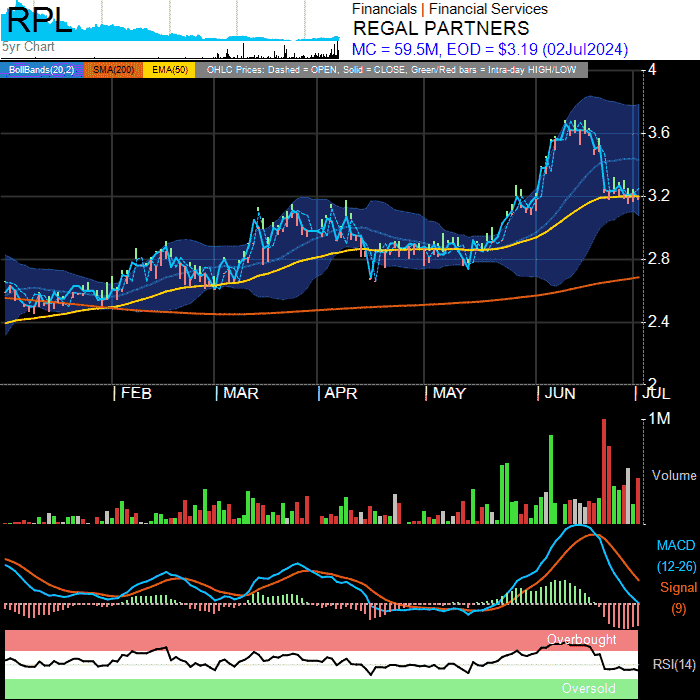 RPL
5yr Chart
Financials | Financial Services
REGAL PARTNERS
MC = 59.5M, EOD = $3.19 (02Jul2024)
BollBands(20,2) SMA(200) EMA(50) OHLC Prices: Dashed = OPEN, Solid = CLOSE, Green/Red bars = Intra-day HIGH/LOW
4
3.6
3.2
2.8
2.4
2
FEB MAR APR MAY JUN JUL
1M
Volume
MACD
(12-26)
Signal
(9)
Overbought
RSI(14)
Oversold